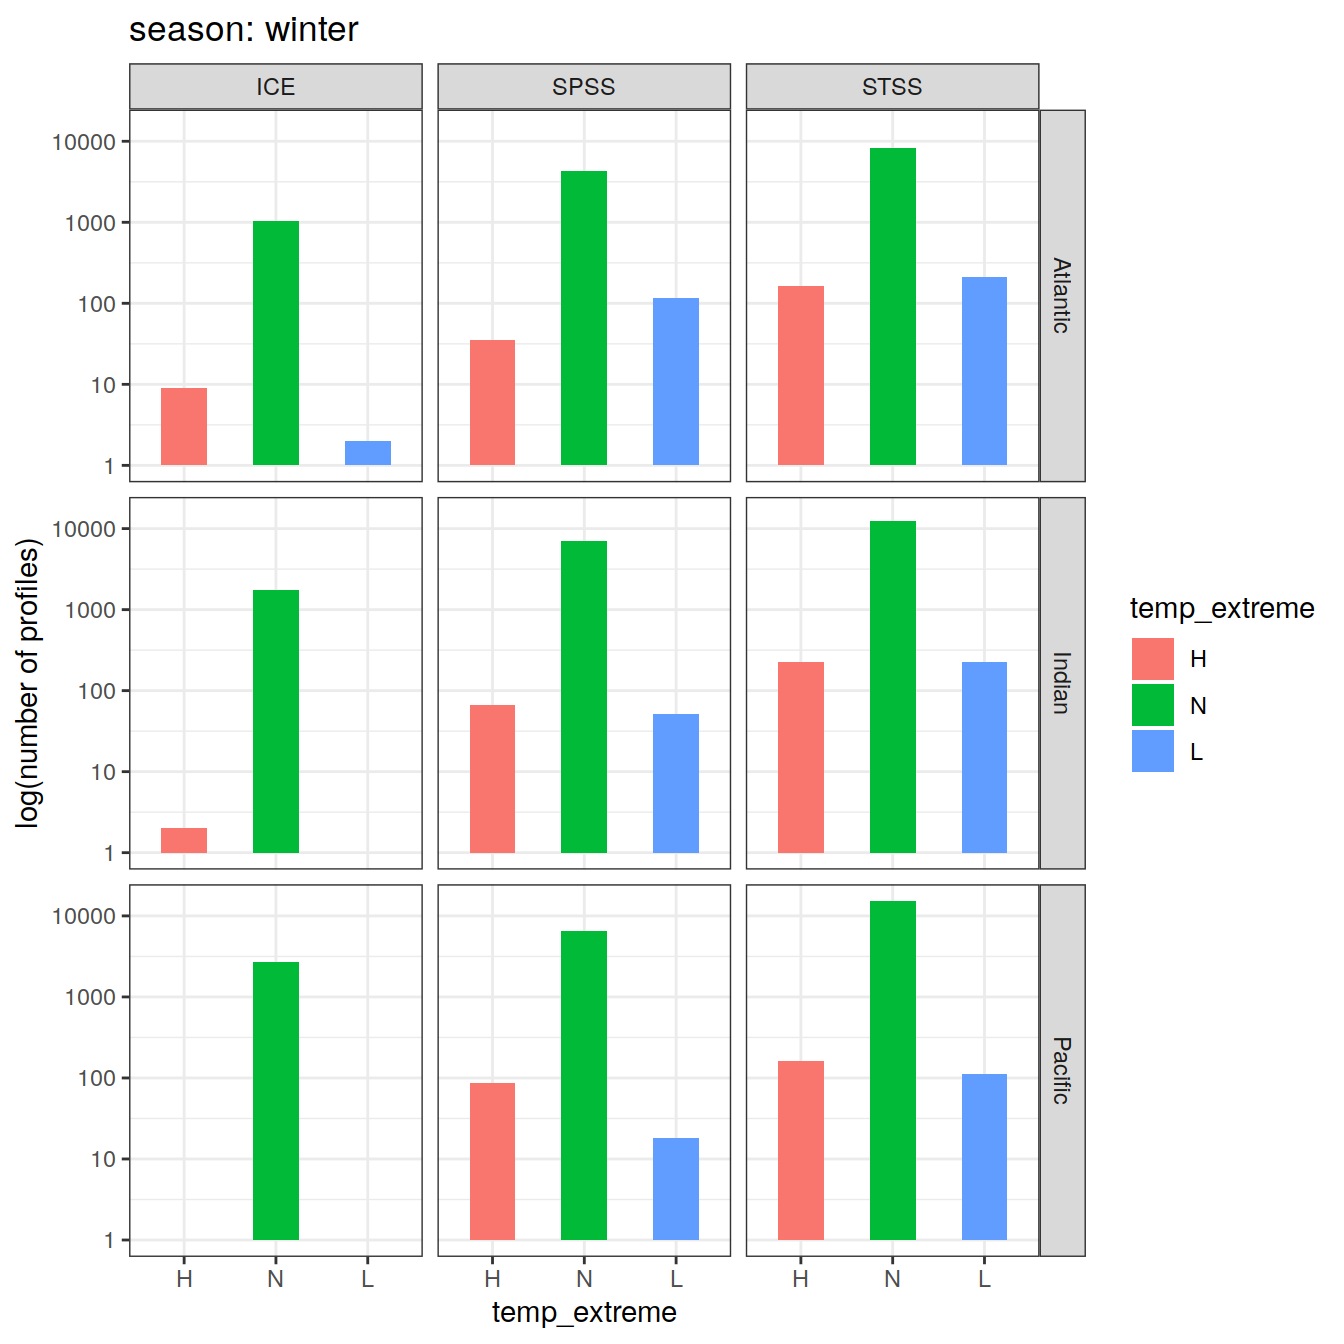 season: winter
ICE SPSS STSS
10000
1000
100
10
1
Atlantic
10000
1000
100
10
1
Indian
10000
1000
100
10
1
Pacific
H N L H N L H N L
temp_extreme
log(number of profiles)
temp_extreme
H
N
L